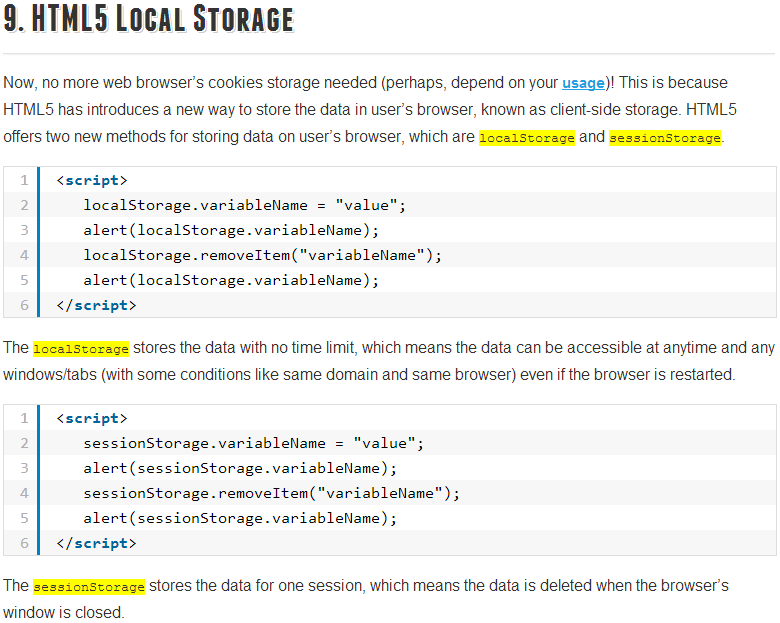 9. HTML5 Local Storage
Now, no more web browser’s cookies storage needed (perhaps, depend on your usage)! This is because
HTML5 has introduces a new way to store the data in user’s browser, known as client-side storage. HTML5
offers two new methods for storing data on user’s browser, which are localStorage and sessionStorage.
1 <script>
2 localStorage.variableName = "value";
3 alert(localStorage.variableName);
4 localStorage.removeItem("variableName");
5 alert(localStorage.variableName);
6 </script>
The localStorage stores the data with no time limit, which means the data can be accessible at anytime and any
windows/tabs (with some conditions like same domain and same browser) even if the browser is restarted.
1 <script>
2 sessionStorage.variableName = "value";
3 alert(sessionStorage.variableName);
4 sessionStorage.removeItem("variableName");
5 alert(sessionStorage.variableName);
6 </script>
The sessionStorage stores the data for one session, which means the data is deleted when the browser’s
window is closed.